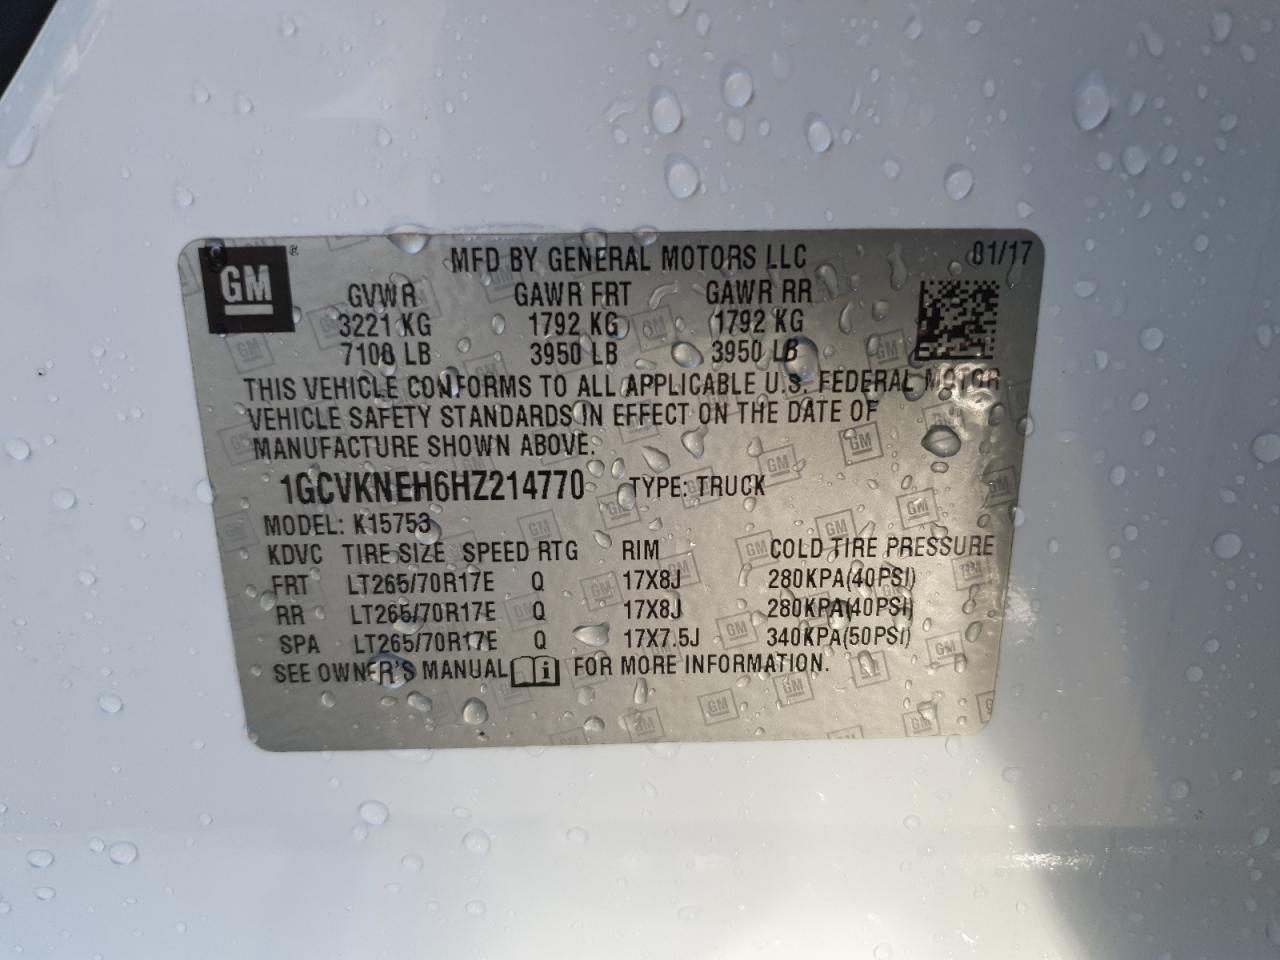 GM
MFD BY GENERAL MOTORS LLC 01/17
GVWR GAWR FRT GAWR RR
3221 KG 1792 KG 1792 KG
7100 LB 3950 LB 3950 LB
THIS VEHICLE CONFORMS TO ALL APPLICABLE U.S. FEDERAL MOTOR
VEHICLE SAFETY STANDARDS IN EFFECT ON THE DATE OF
MANUFACTURE SHOWN ABOVE.
1GCVKNEH6HZ214770 TYPE: TRUCK
MODEL: K15753
KDVC TIRE SIZE SPEED RTG RIM COLD TIRE PRESSURE
FRT LT265/70R17E Q 17X8J 280KPA(40PSI)
RR LT265/70R17E Q 17X8J 280KPA(40PSI)
SPA LT265/70R17E Q 17X7.5J 340KPA(50PSI)
SEE OWNER'S MANUAL FOR MORE INFORMATION.